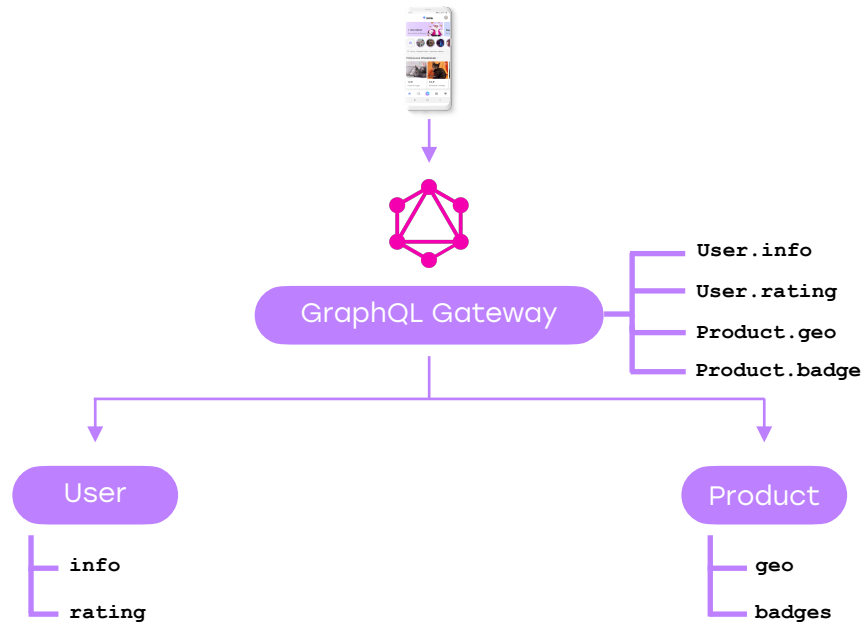 User.info
User.rating
GraphQL Gateway
Product.geo
Product.badge
User
Product
info
geo
rating
badges